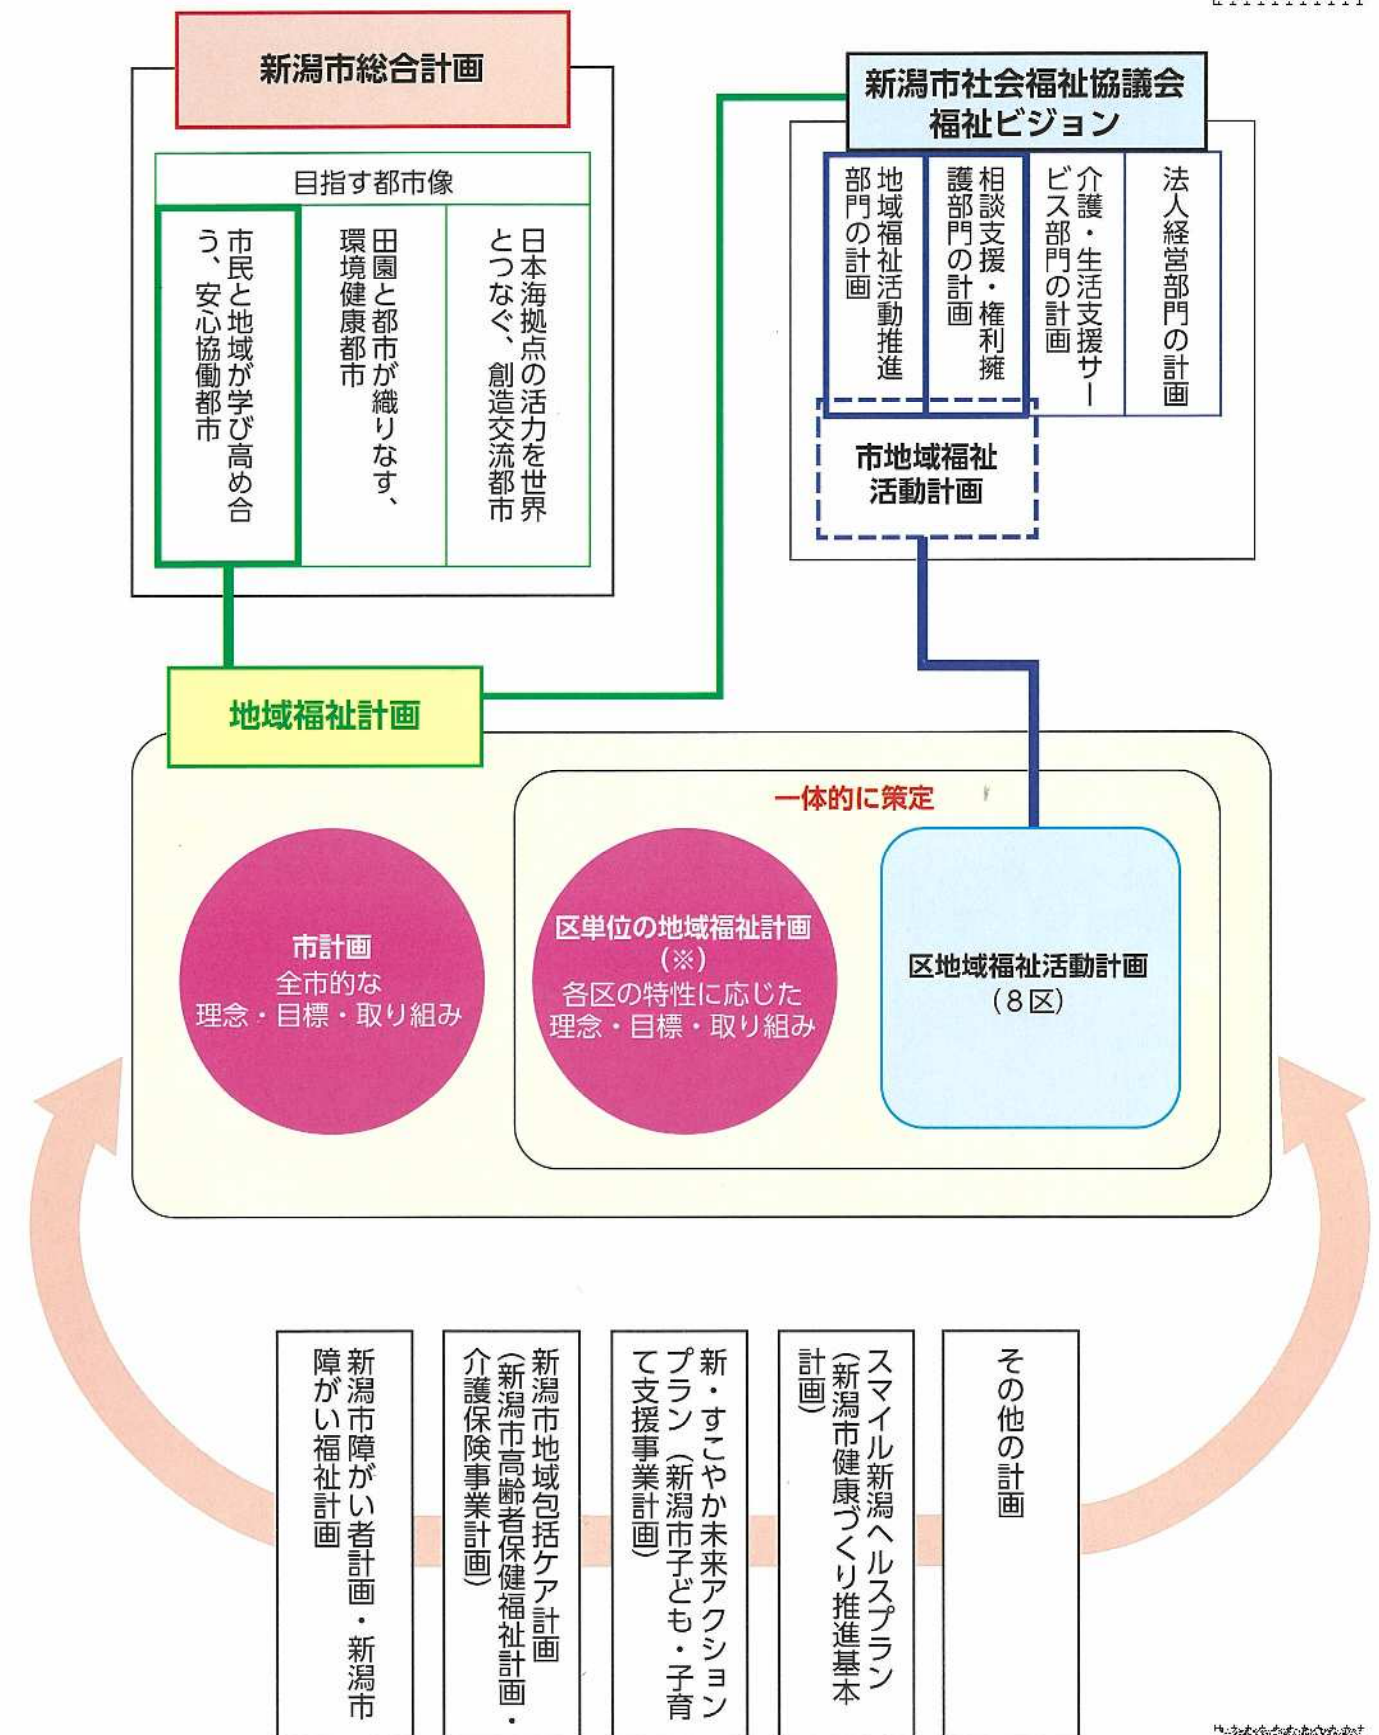 新潟市総合計画
目指す都市像
市民と地域が学び高め合
う、安心協働都市
田園と都市が織りなす、
環境健康都市
日本海拠点の活力を世界
とつなぐ、創造交流都市
新潟市社会福祉協議会
福祉ビジョン
地域福祉活動推進
部門の計画
相談支援・権利擁
護部門の計画
介護・生活支援サー
ビス部門の計画
法人経営部門の計画
市地域福祉
活動計画
地域福祉計画
一体的に策定
市計画
全市的な
理念・目標・取り組み
区単位の地域福祉計画
(※)
各区の特性に応じた
理念・目標・取り組み
区地域福祉活動計画
(8区)
新潟市障がい者計画・新潟市
障がい福祉計画
新潟市地域包括ケア計画
(新潟市高齢者保健福祉計画・
介護保険事業計画)
新・すこやか未来アクション
プラン(新潟市子ども・子育
て支援事業計画)
スマイル新潟ヘルスプラン
(新潟市健康づくり推進基本
計画)
その他の計画